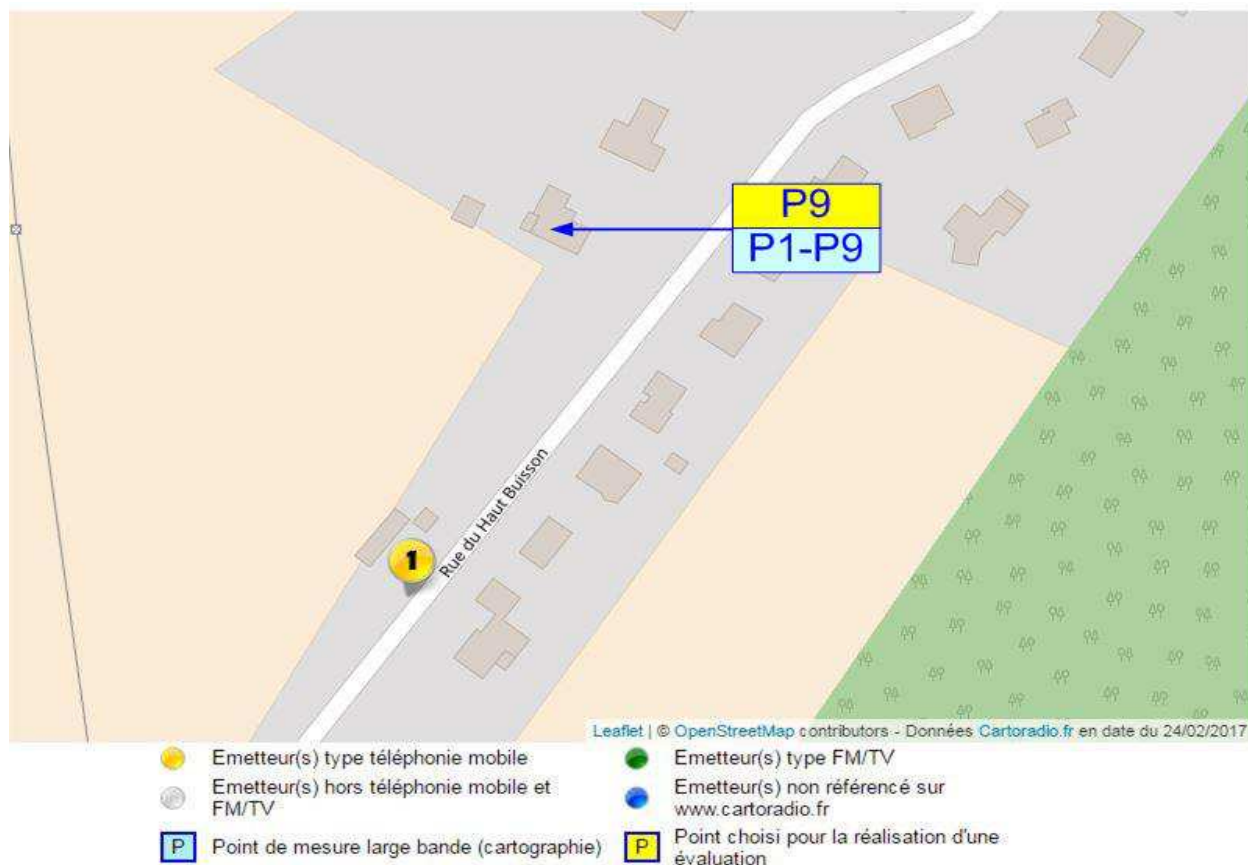 P9
P1-P9
Rue du Haut Buisson
1
Leaflet | © OpenStreetMap contributors - Données Cartoradio.fr en date du 24/02/2017
Emetteur(s) type téléphonie mobile
Emetteur(s) type FM/TV
Emetteur(s) hors téléphonie mobile et
FM/TV
Emetteur(s) non référencé sur
www.cartoradio.fr
P Point de mesure large bande (cartographie)
P Point choisi pour la réalisation d'une
évaluation